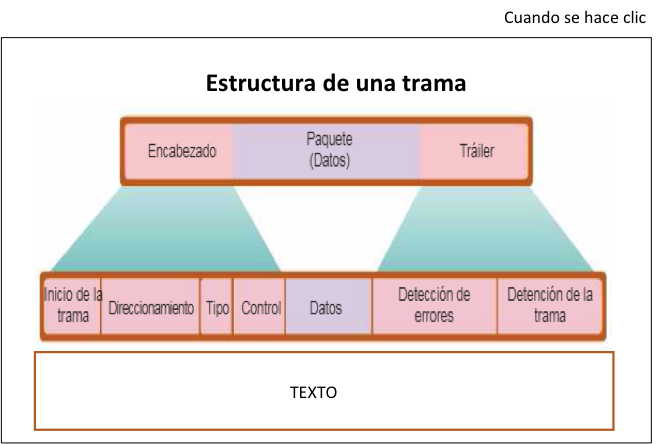 Cuando se hace clic
Estructura de una trama
Encabezado
Paquete
(Datos)
Tráiler
Inicio de la
trama
Direccionamiento
Tipo
Control
Datos
Detección de
errores
Detención de la
trama
TEXTO